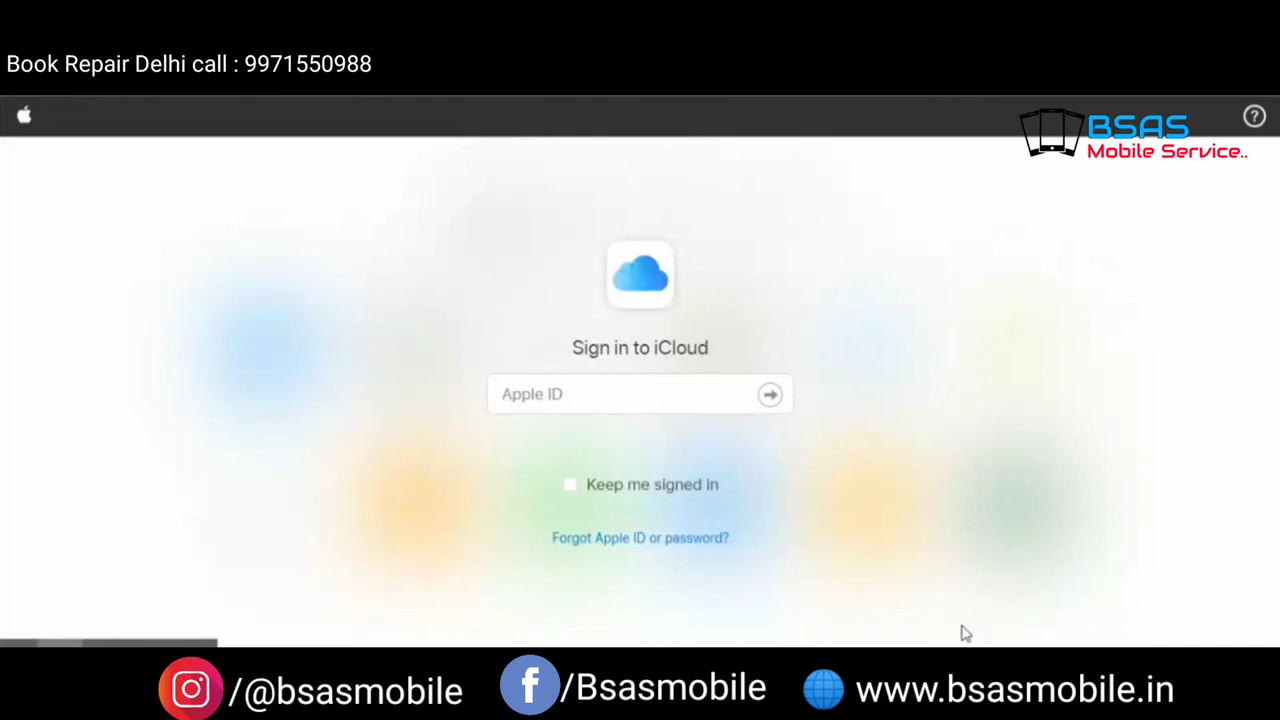 Book Repair Delhi call : 9971550988
BSAS
Mobile Service..
?
Sign in to iCloud
Apple ID
Keep me signed in
Forgot Apple ID or password?
/@bsasmobile
f/Bsasmobile
www.bsasmobile.in